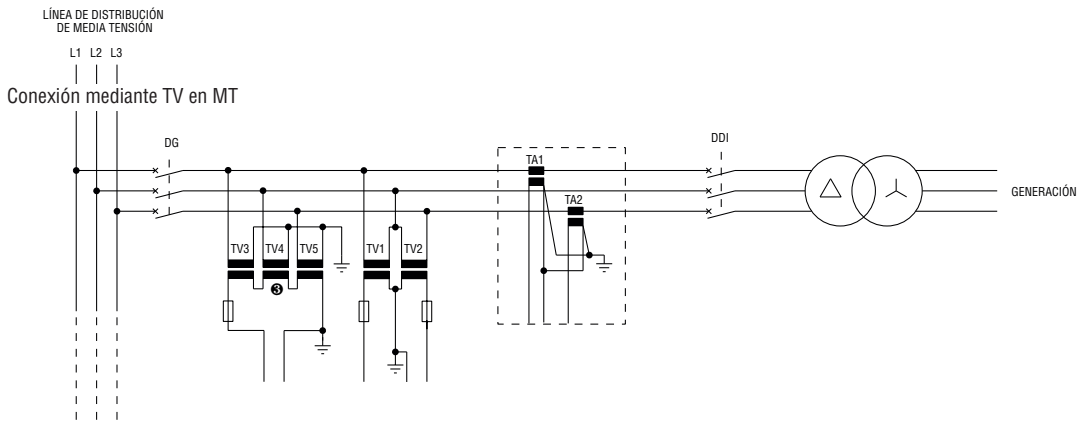 LÍNEA DE DISTRIBUCIÓN
DE MEDIA TENSIÓN
L1 L2 L3
Conexión mediante TV en MT
DG
DDI
TA1
TA2
GENERACIÓN
TV3 TV4 TV5 TV1 TV2
❸